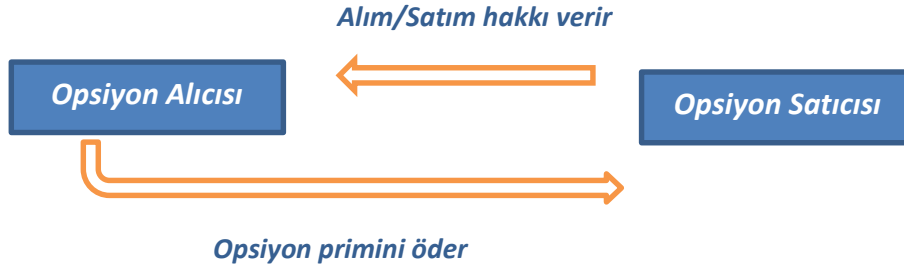 Alım/Satım hakkı verir
Opsiyon Alıcısı
Opsiyon Satıcısı
Opsiyon primini öder